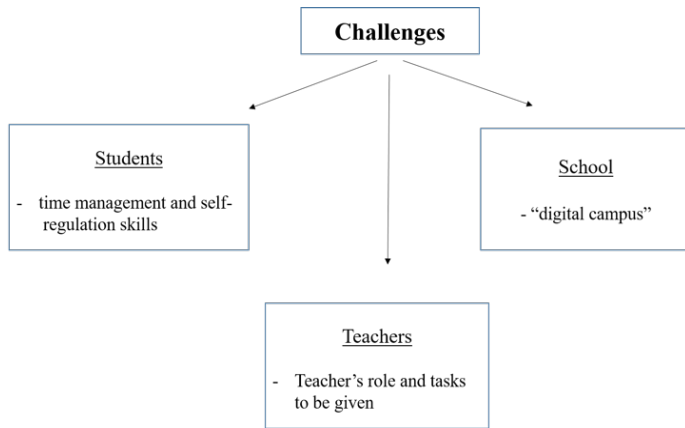 Challenges
Students
- time management and self-
regulation skills
School
- “digital campus”
Teachers
- Teacher’s role and tasks
to be given